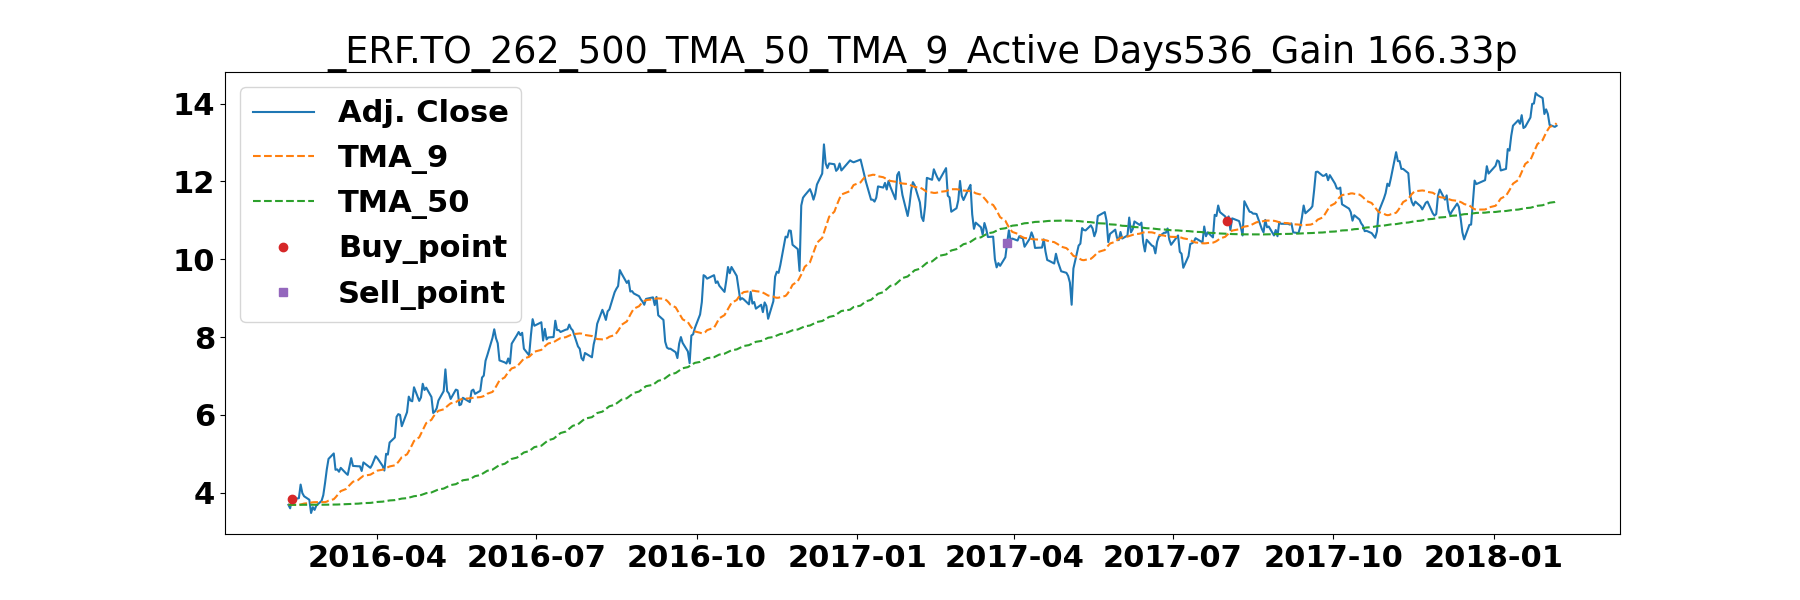 _ERF.TO_262_500_TMA_50_TMA_9_Active Days536_Gain 166.33p
14
12
10
8
6
4
Adj. Close
TMA_9
TMA_50
Buy_point
Sell_point
2016-04 2016-07 2016-10 2017-01 2017-04 2017-07 2017-10 2018-01